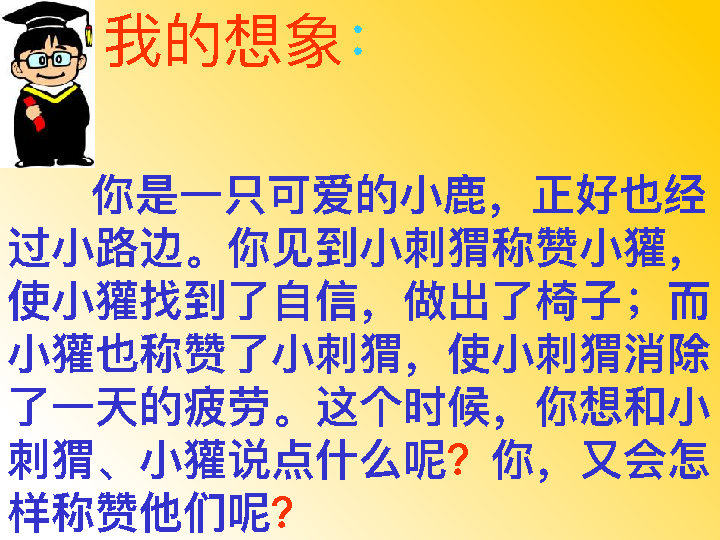 我的想象：
你是一只可爱的小鹿，正好也经
过小路边。你见到小刺猬称赞小獾，
使小獾找到了自信，做出了椅子；而
小獾也称赞了小刺猬，使小刺猬消除
了一天的疲劳。这个时候，你想和小
刺猬、小獾说点什么呢？你，又会怎
样称赞他们呢？